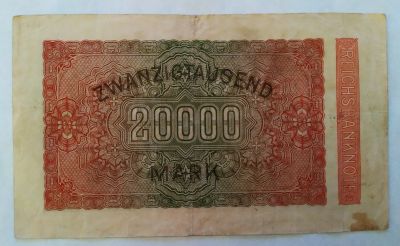 ZWANZIGTAUSEND
20000
MARK
REICHSBANKNOTE